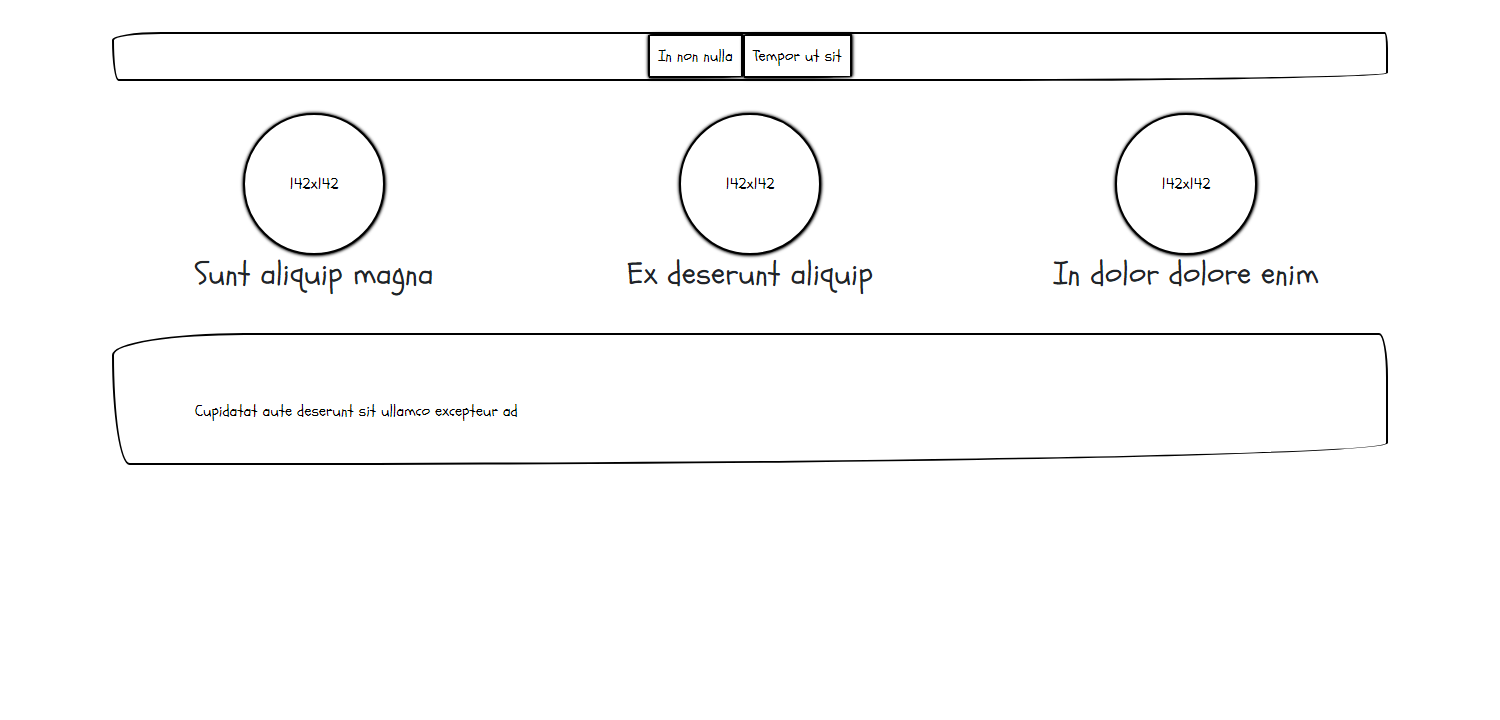 In non nulla
Tempor ut sit
142x142
142x142
142x142
Sunt aliquip magna
Ex deserunt aliquip
In dolor dolore enim
Cupidatat aute deserunt sit ullamco excepteur ad